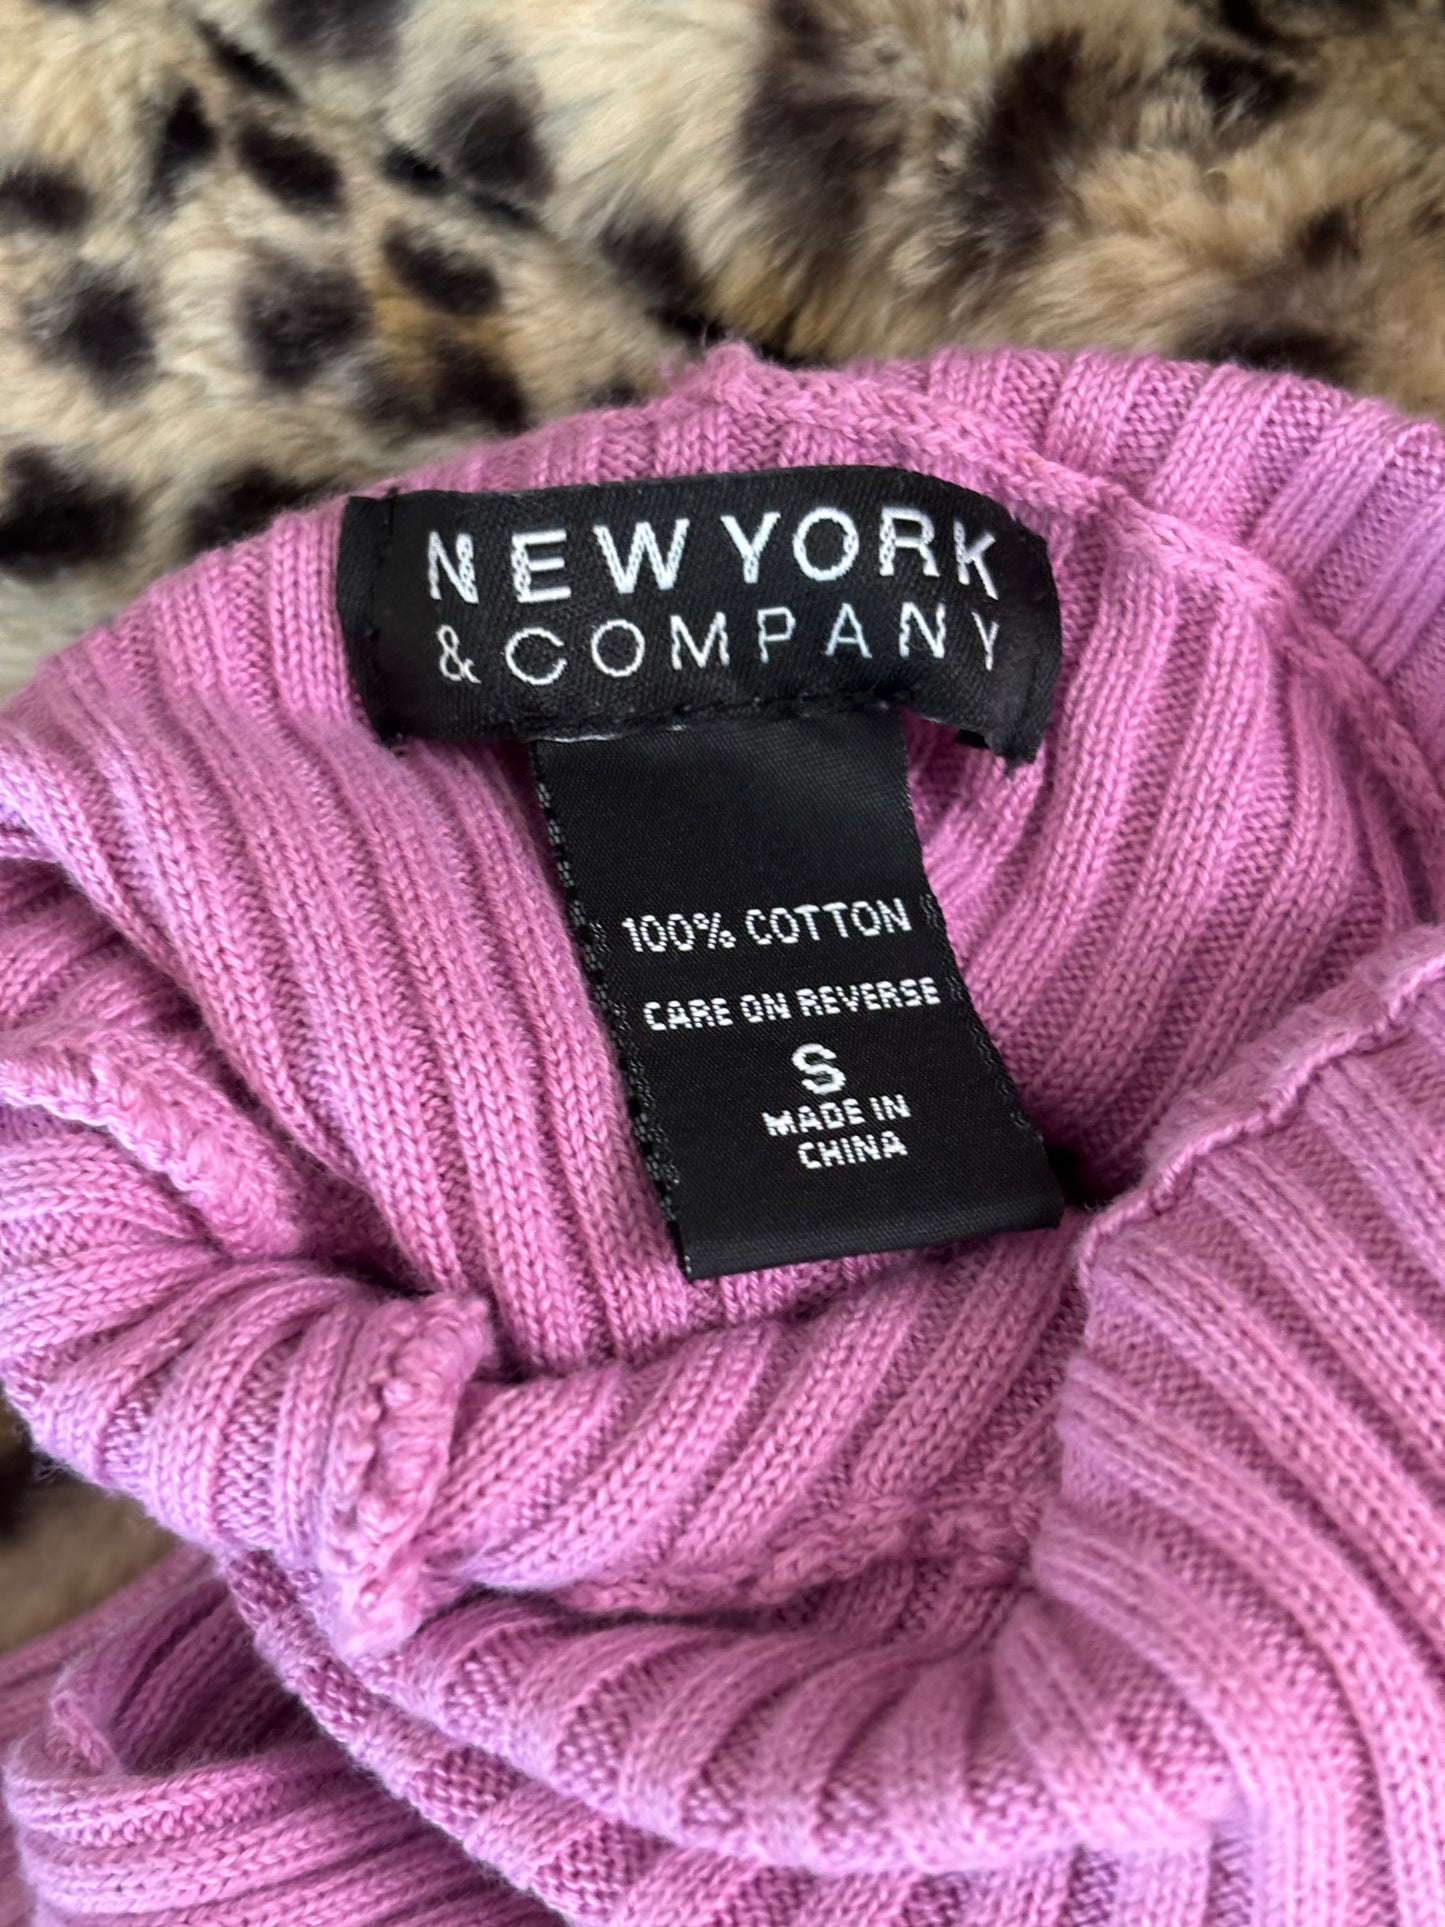 NEW YORK
& COMPANY
100% COTTON
CARE ON REVERSE
S
MADE IN
CHINA